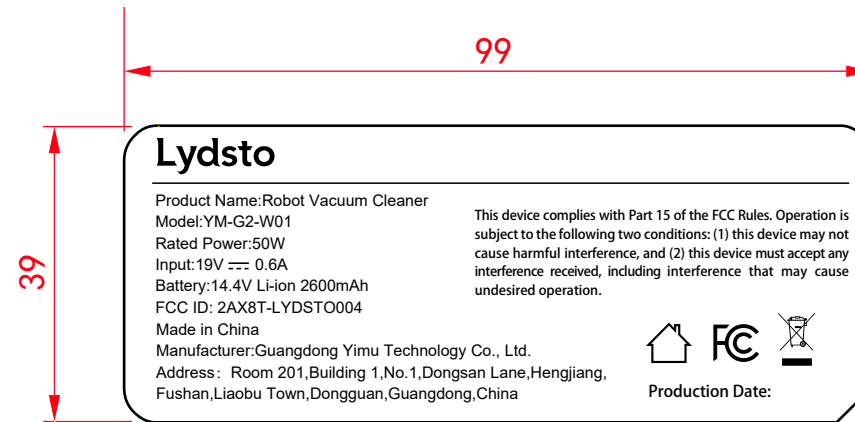 99
39
Lydsto
Product Name:Robot Vacuum Cleaner
Model:YM-G2-W01
Rated Power:50W
Input:19V ⎓ 0.6A
Battery:14.4V Li-ion 2600mAh
FCC ID: 2AX8T-LYDSTO004
Made in China
Manufacturer:Guangdong Yimu Technology Co., Ltd.
Address: Room 201,Building 1,No.1,Dongsan Lane,Hengjiang,
Fushan,Liaobu Town,Dongguan,Guangdong,China
This device complies with Part 15 of the FCC Rules. Operation is
subject to the following two conditions: (1) this device may not
cause harmful interference, and (2) this device must accept any
interference received, including interference that may cause
undesired operation.
FC
Production Date: